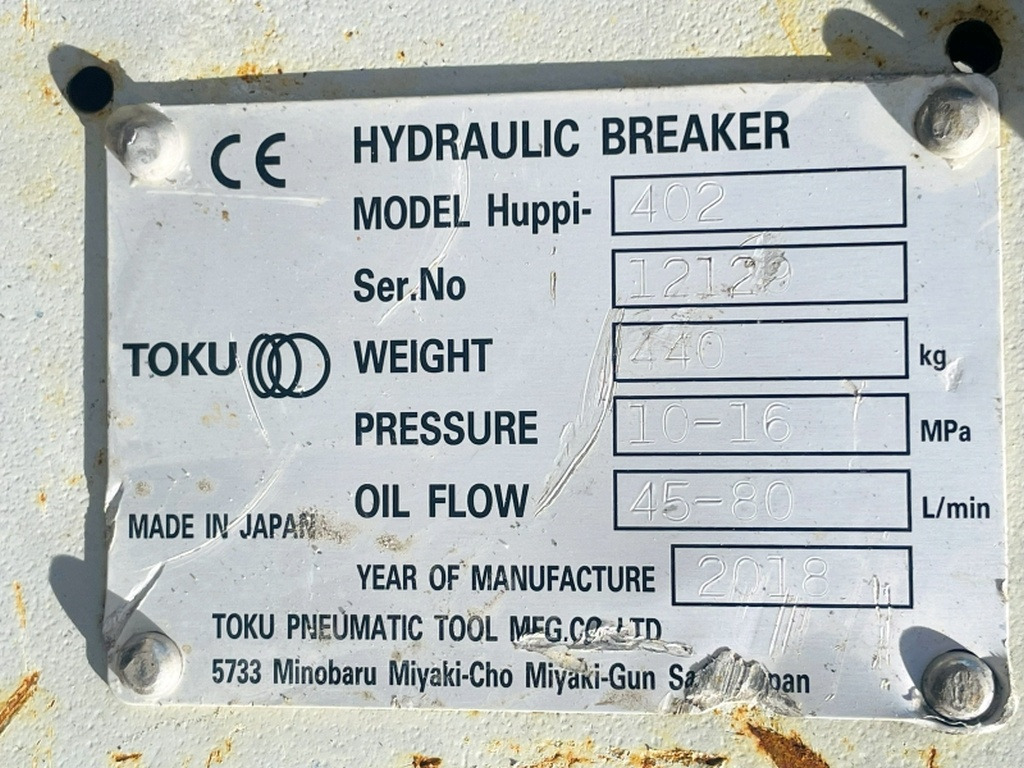 CE HYDRAULIC BREAKER
MODEL Huppi- 402
Ser.No 12129
TOKU WEIGHT 440 kg
PRESSURE 10-16 MPa
OIL FLOW 45-80 L/min
MADE IN JAPAN
YEAR OF MANUFACTURE 2018
TOKU PNEUMATIC TOOL MFG.CO.,LTD
5733 Minobaru Miyaki-Cho Miyaki-Gun